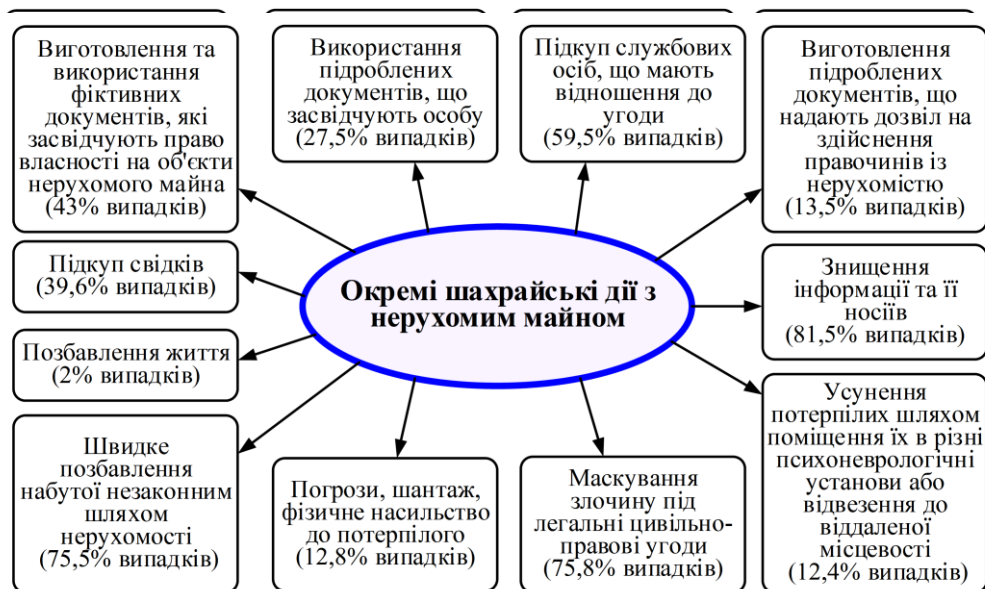 Виготовлення та
використання
фіктивних
документів, які
засвідчують право
власності на об'єкти
нерухомого майна
(43% випадків)
Використання
підроблених
документів, що
засвідчують особу
(27,5% випадків)
Підкуп службових
осіб, що мають
відношення до
угоди
(59,5% випадків)
Виготовлення
підроблених
документів, що
надають дозвіл на
здійснення
правочинів із
нерухомістю
(13,5% випадків)
Підкуп свідків
(39,6% випадків)
Окремі шахрайські дії з
нерухомим майном
Знищення
інформації та її
носіїв
(81,5% випадків)
Позбавлення життя
(2% випадків)
Швидке
позбавлення
набутої незаконним
шляхом
нерухомості
(75,5% випадків)
Погрози, шантаж,
фізичне насильство
до потерпілого
(12,8% випадків)
Маскування
злочину під
легальні цивільно-
правові угоди
(75,8% випадків)
Усунення
потерпілих шляхом
поміщення їх в різні
психоневрологічні
установи або
відвезення до
віддаленої
місцевості
(12,4% випадків)